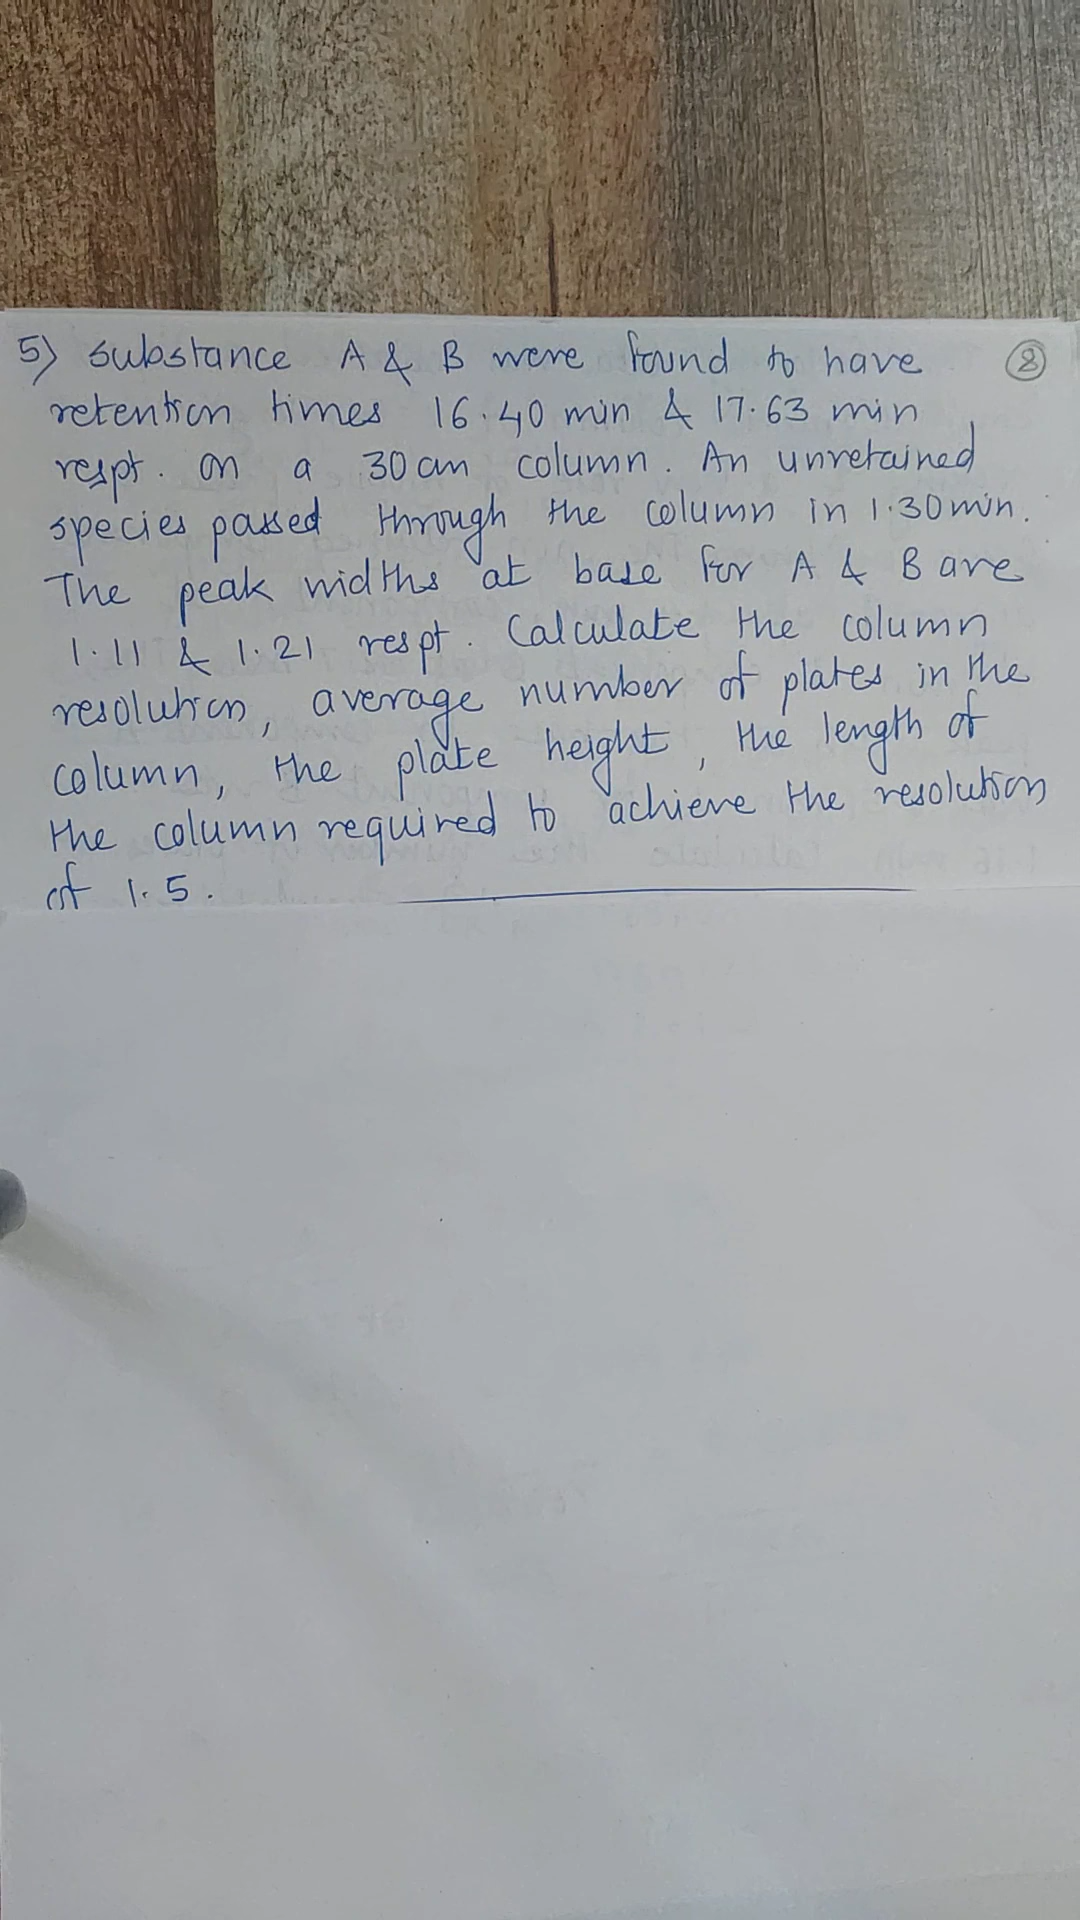 5) substance A & B were found to have ⑧
retention times 16.40 min & 17.63 min
respt. on a 30 cm column. An unretained
species passed through the column in 1.30 min.
The peak widths at base for A & B are
1.11 & 1.21 respt. Calculate the column
resolution, average number of plates in the
column, the plate height, the length of
the column required to achieve the resolution
of 1.5.